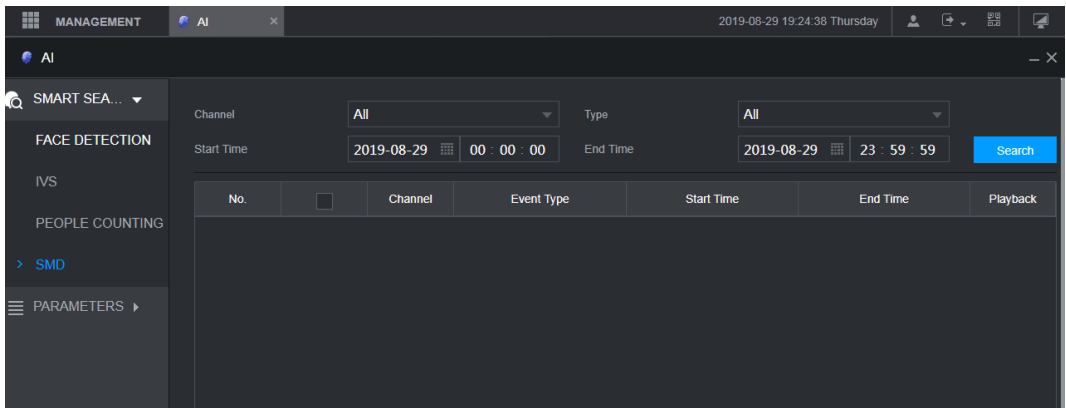 MANAGEMENT AI × 2019-08-29 19:24:38 Thursday
AI
SMART SEA...
FACE DETECTION
IVS
PEOPLE COUNTING
SMD
PARAMETERS
Channel All Type All
Start Time 2019-08-29 00 : 00 : 00 End Time 2019-08-29 23 : 59 : 59 Search
No. Channel Event Type Start Time End Time Playback